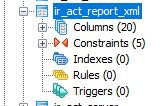 ir_act_report_xml
Columns (20)
Constraints (5)
Indexes (0)
Rules (0)
Triggers (0)